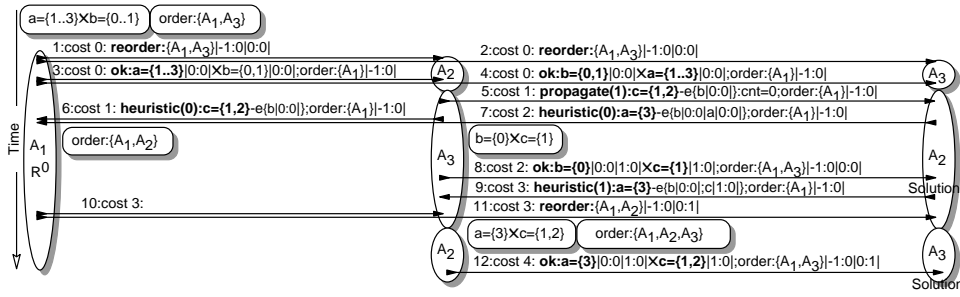 a={1..3}×b={0..1} order:{A1,A3}
1:cost 0: reorder:{A1,A3}|-1:0|0:0| 2:cost 0: reorder:{A1,A3}|-1:0|0:0|
3:cost 0: ok:a={1..3}|0:0|×b={0,1}|0:0|;order:{A1}|-1:0| A2 4:cost 0: ok:b={0,1}|0:0|×a={1..3}|0:0|;order:{A1}|-1:0| A3
5:cost 1: propagate(1):c={1,2}-e{b|0:0|}:cnt=0;order:{A1}|-1:0|
6:cost 1: heuristic(0):c={1,2}-e{b|0:0|};order:{A1}|-1:0| 7:cost 2: heuristic(0):a={3}-e{b|0:0|a|0:0|};order:{A1}|-1:0|
Time A1 order:{A1,A2} b={0}×c={1}
R0 A3 A2
8:cost 2: ok:b={0}|0:0|1:0|×c={1}|1:0|;order:{A1,A3}|-1:0|0:0|
9:cost 3: heuristic(1):a={3}-e{b|0:0|;c|1:0|};order:{A1}|-1:0| Solution
10:cost 3: 11:cost 3: reorder:{A1,A2}|-1:0|0:1|
a={3}×c={1,2} order:{A1,A2,A3}
A2 A3
12:cost 4: ok:a={3}|0:0|1:0|×c={1,2}|1:0|;order:{A1,A3}|-1:0|0:1|
Solution